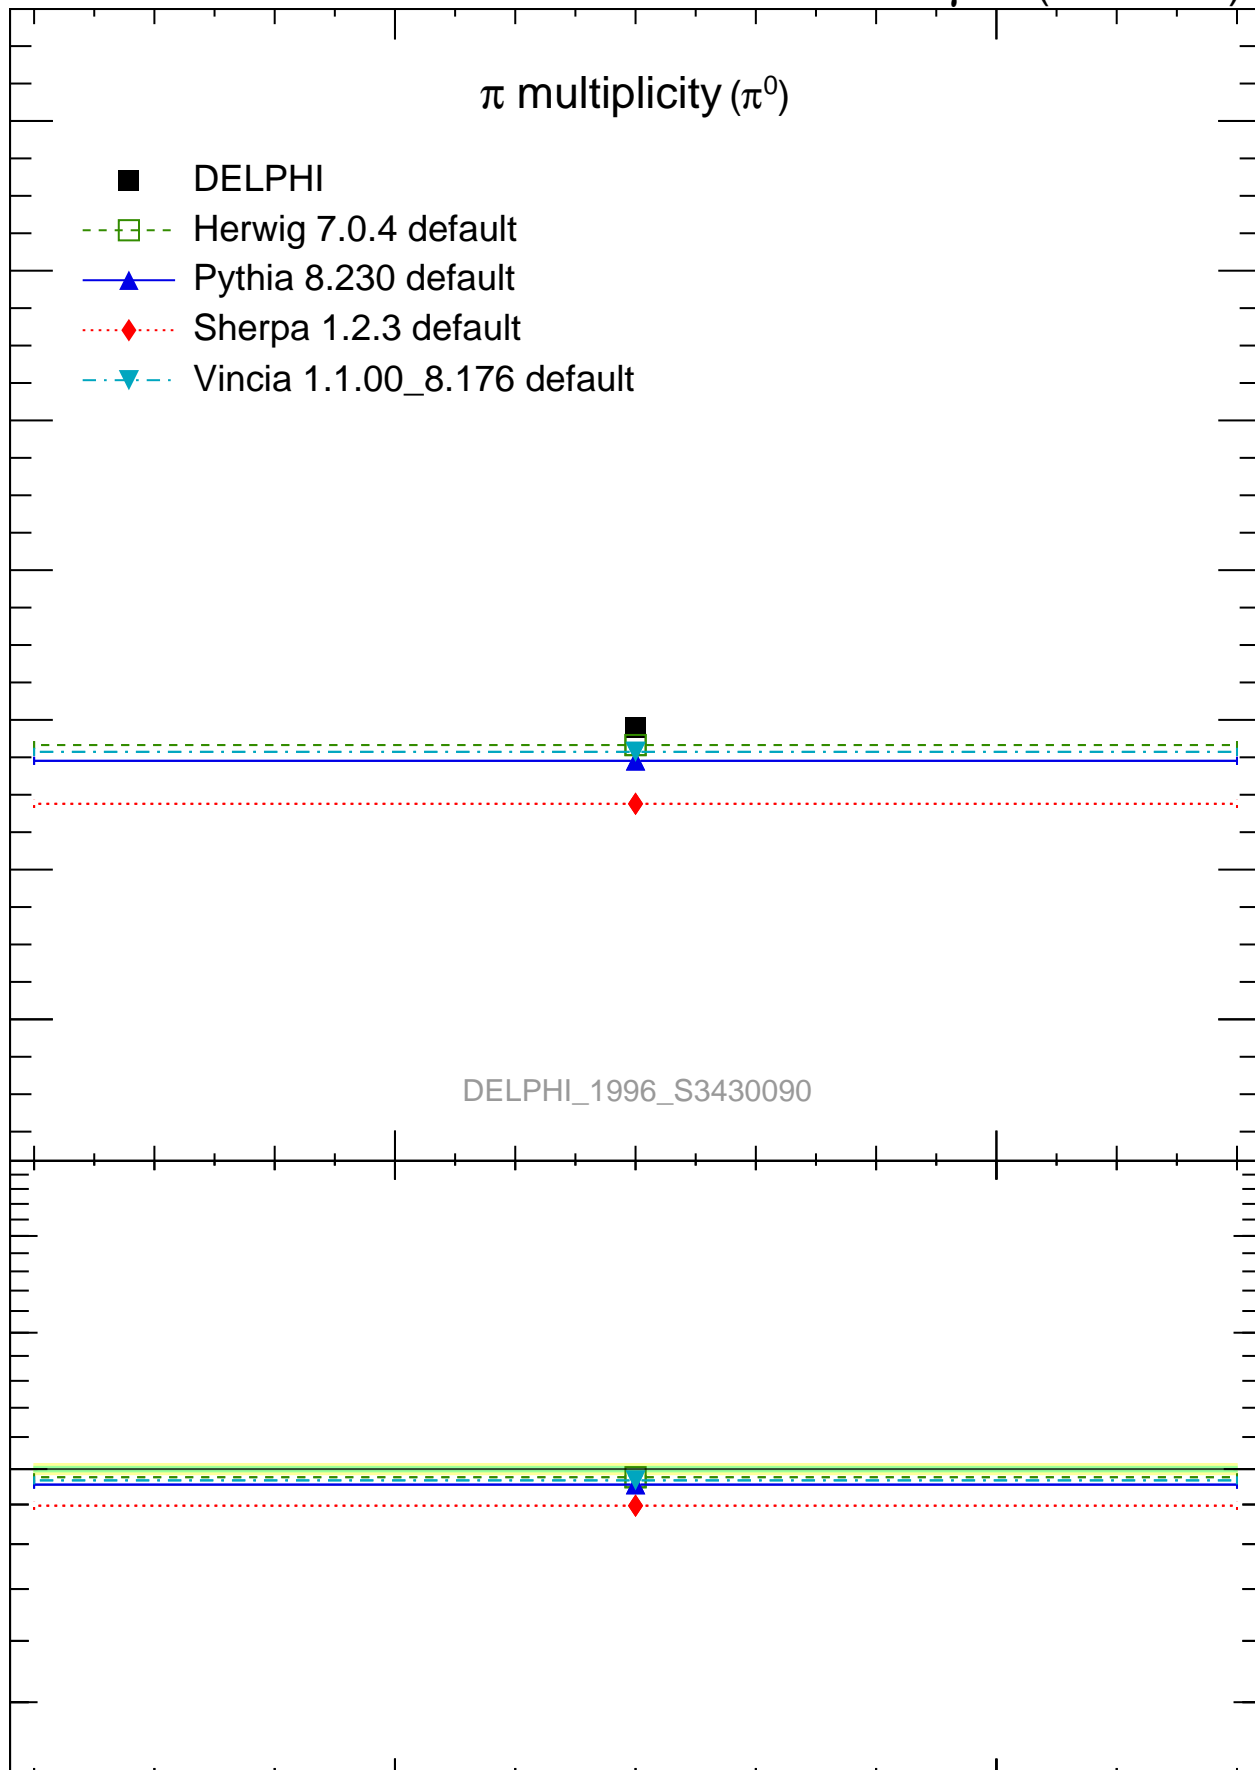 π multiplicity (π⁰)
DELPHI
Herwig 7.0.4 default
Pythia 8.230 default
Sherpa 1.2.3 default
Vincia 1.1.00_8.176 default
DELPHI_1996_S3430090